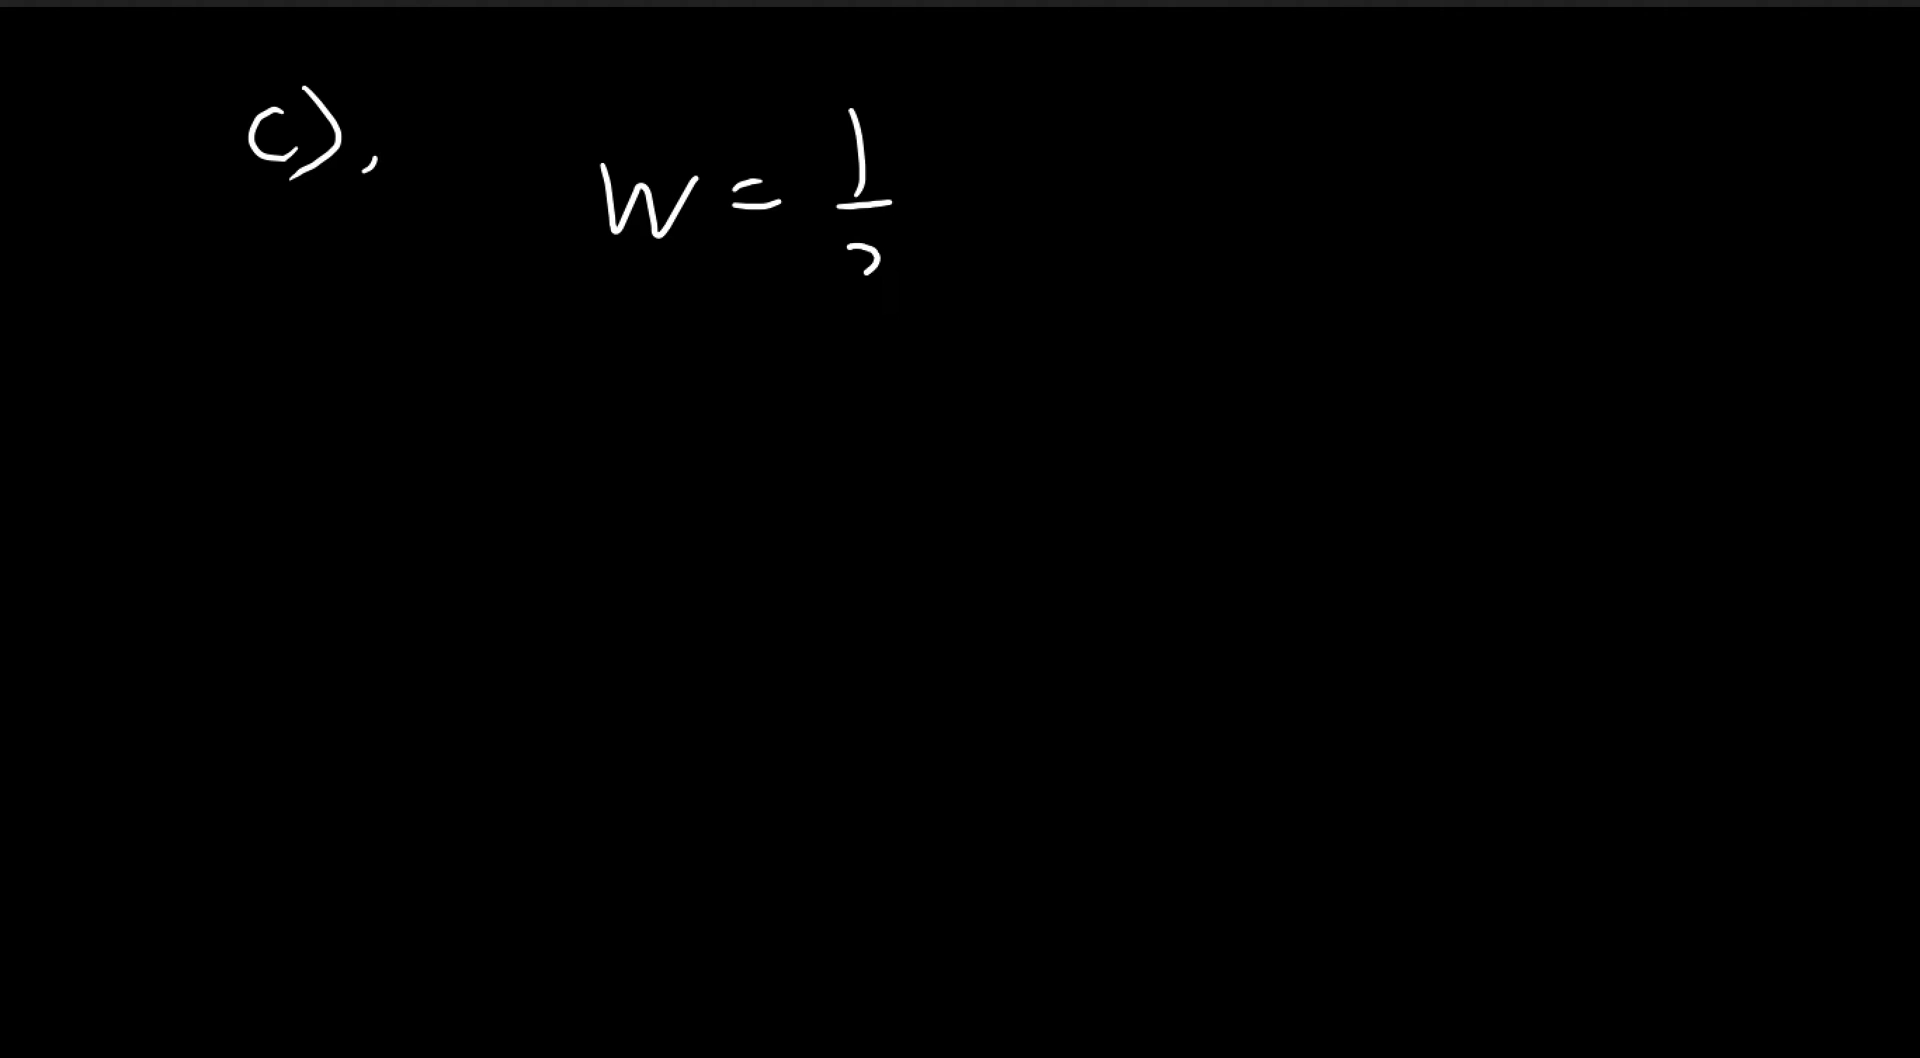 c), W = 1/2